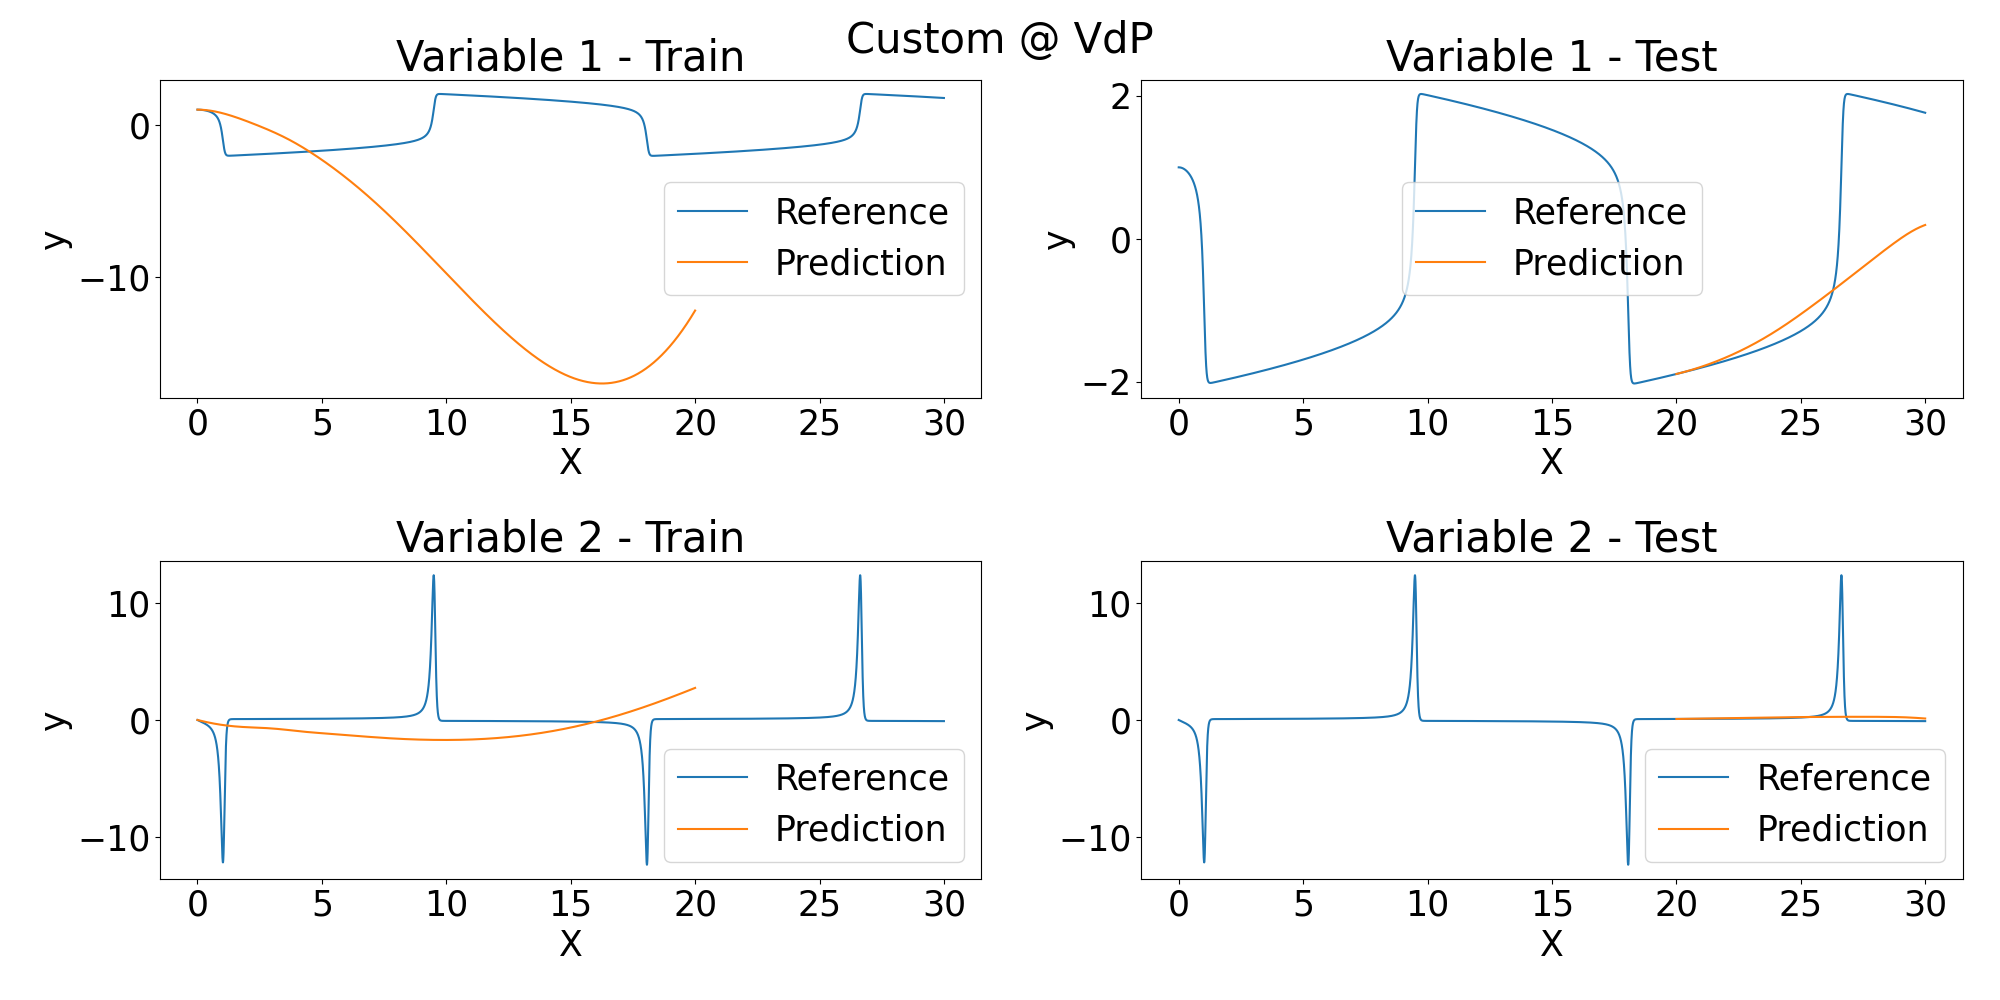 Custom @ VdP
Variable 1 - Train
0
−10
y
0 5 10 15 20 25 30
X
Reference
Prediction
Variable 1 - Test
2
0
−2
y
0 5 10 15 20 25 30
X
Reference
Prediction
Variable 2 - Train
10
0
−10
y
0 5 10 15 20 25 30
X
Reference
Prediction
Variable 2 - Test
10
0
−10
y
0 5 10 15 20 25 30
X
Reference
Prediction